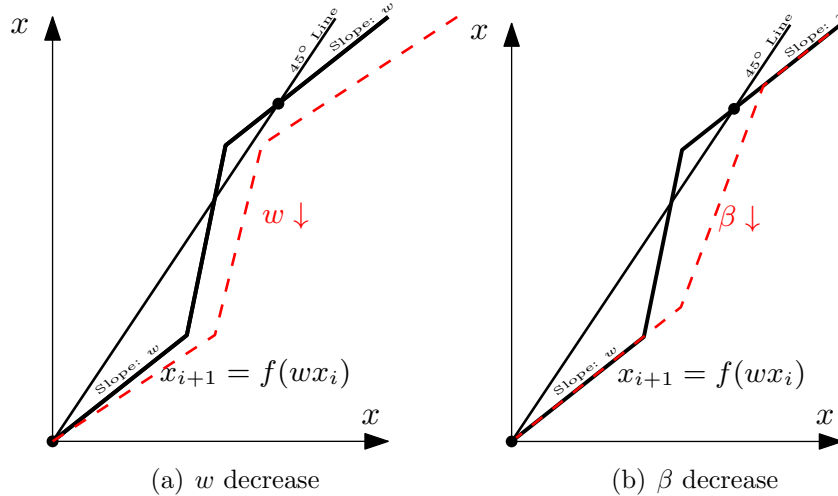 x
45° Line
Slope: w
w ↓
Slope: w
x_{i+1} = f(wx_i)
x
(a) w decrease
x
45° Line
Slope: w
β ↓
Slope: w
x_{i+1} = f(wx_i)
x
(b) β decrease